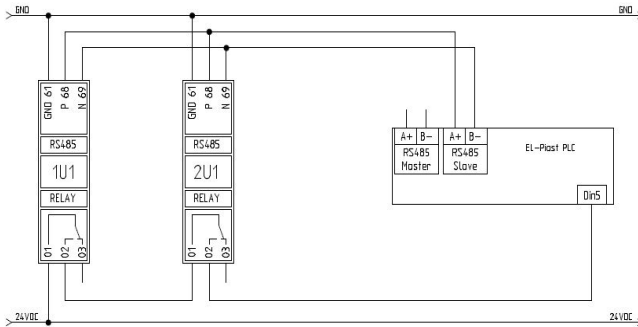 GND GND
GND 61 P 68 N 69 GND 61 P 68 N 69
A+ B- A+ B-
RS485 RS485 RS485 RS485 El-Piast PLC
Master Slave
1U1 2U1
RELAY RELAY
Din5
01 02 03 01 02 03
24VDC 24VDC